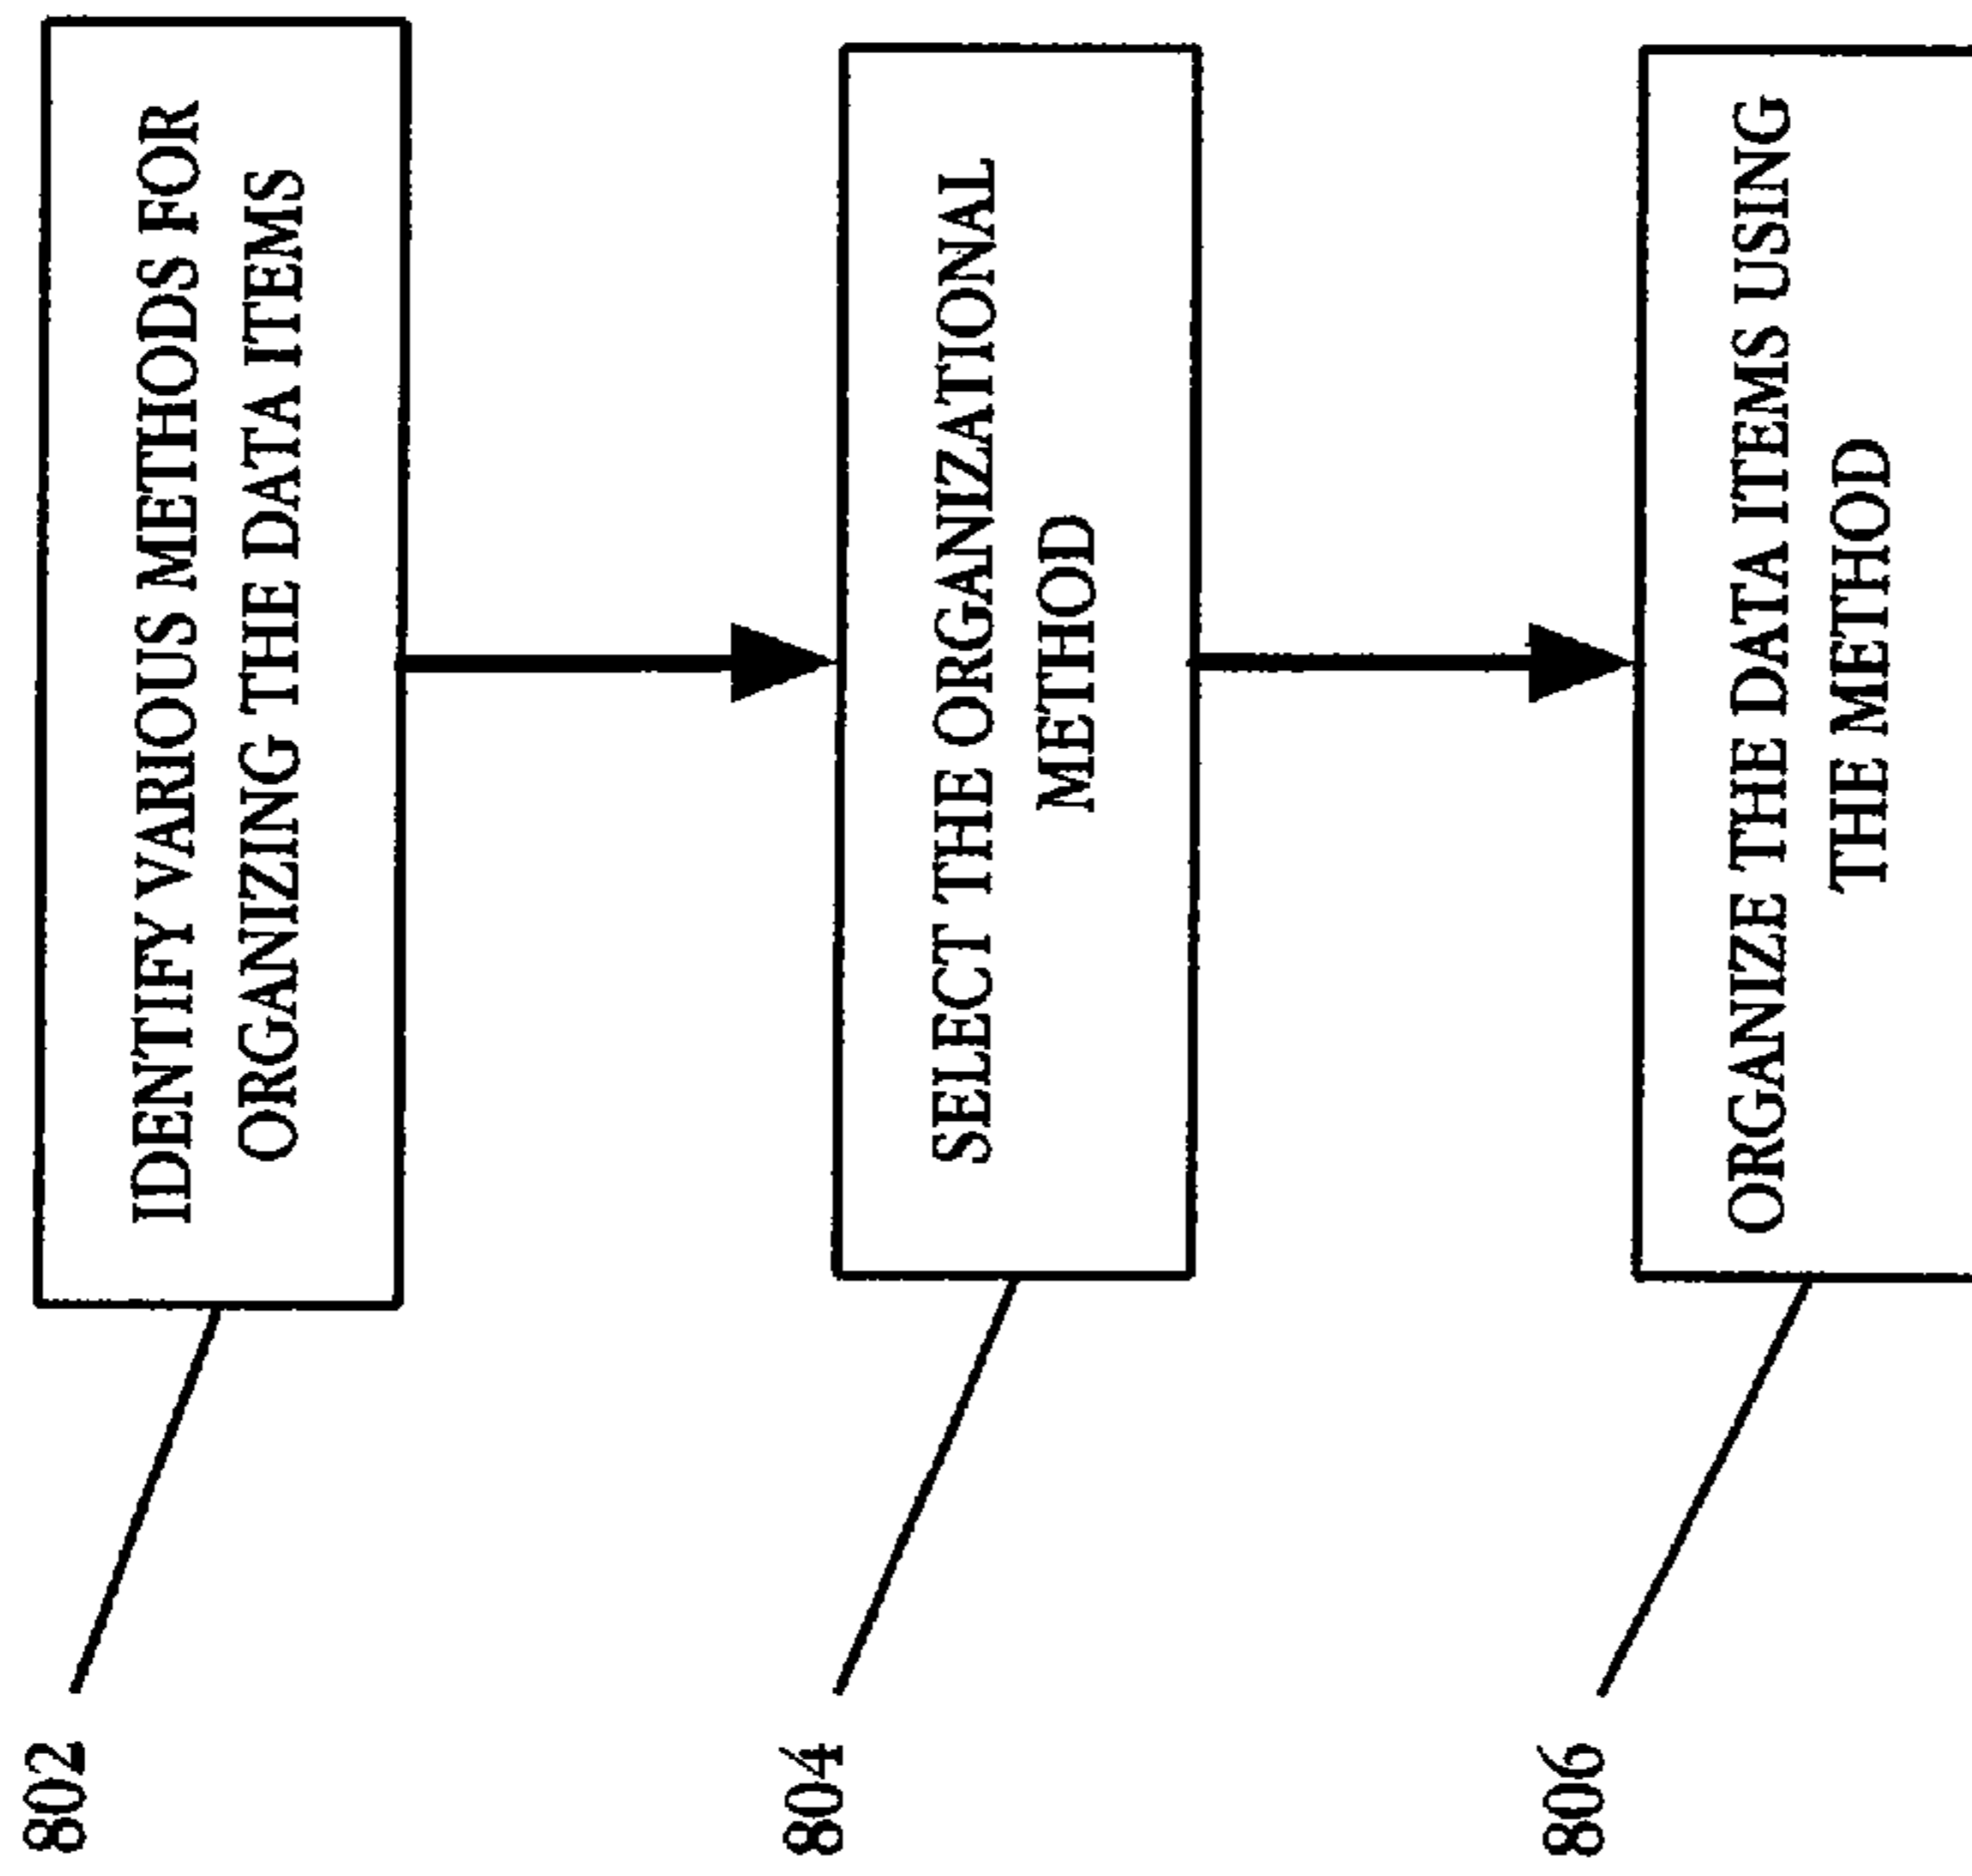 802
IDENTIFY VARIOUS METHODS FOR
ORGANIZING THE DATA ITEMS
804
SELECT THE ORGANIZATIONAL
METHOD
806
ORGANIZE THE DATA ITEMS USING
THE METHOD